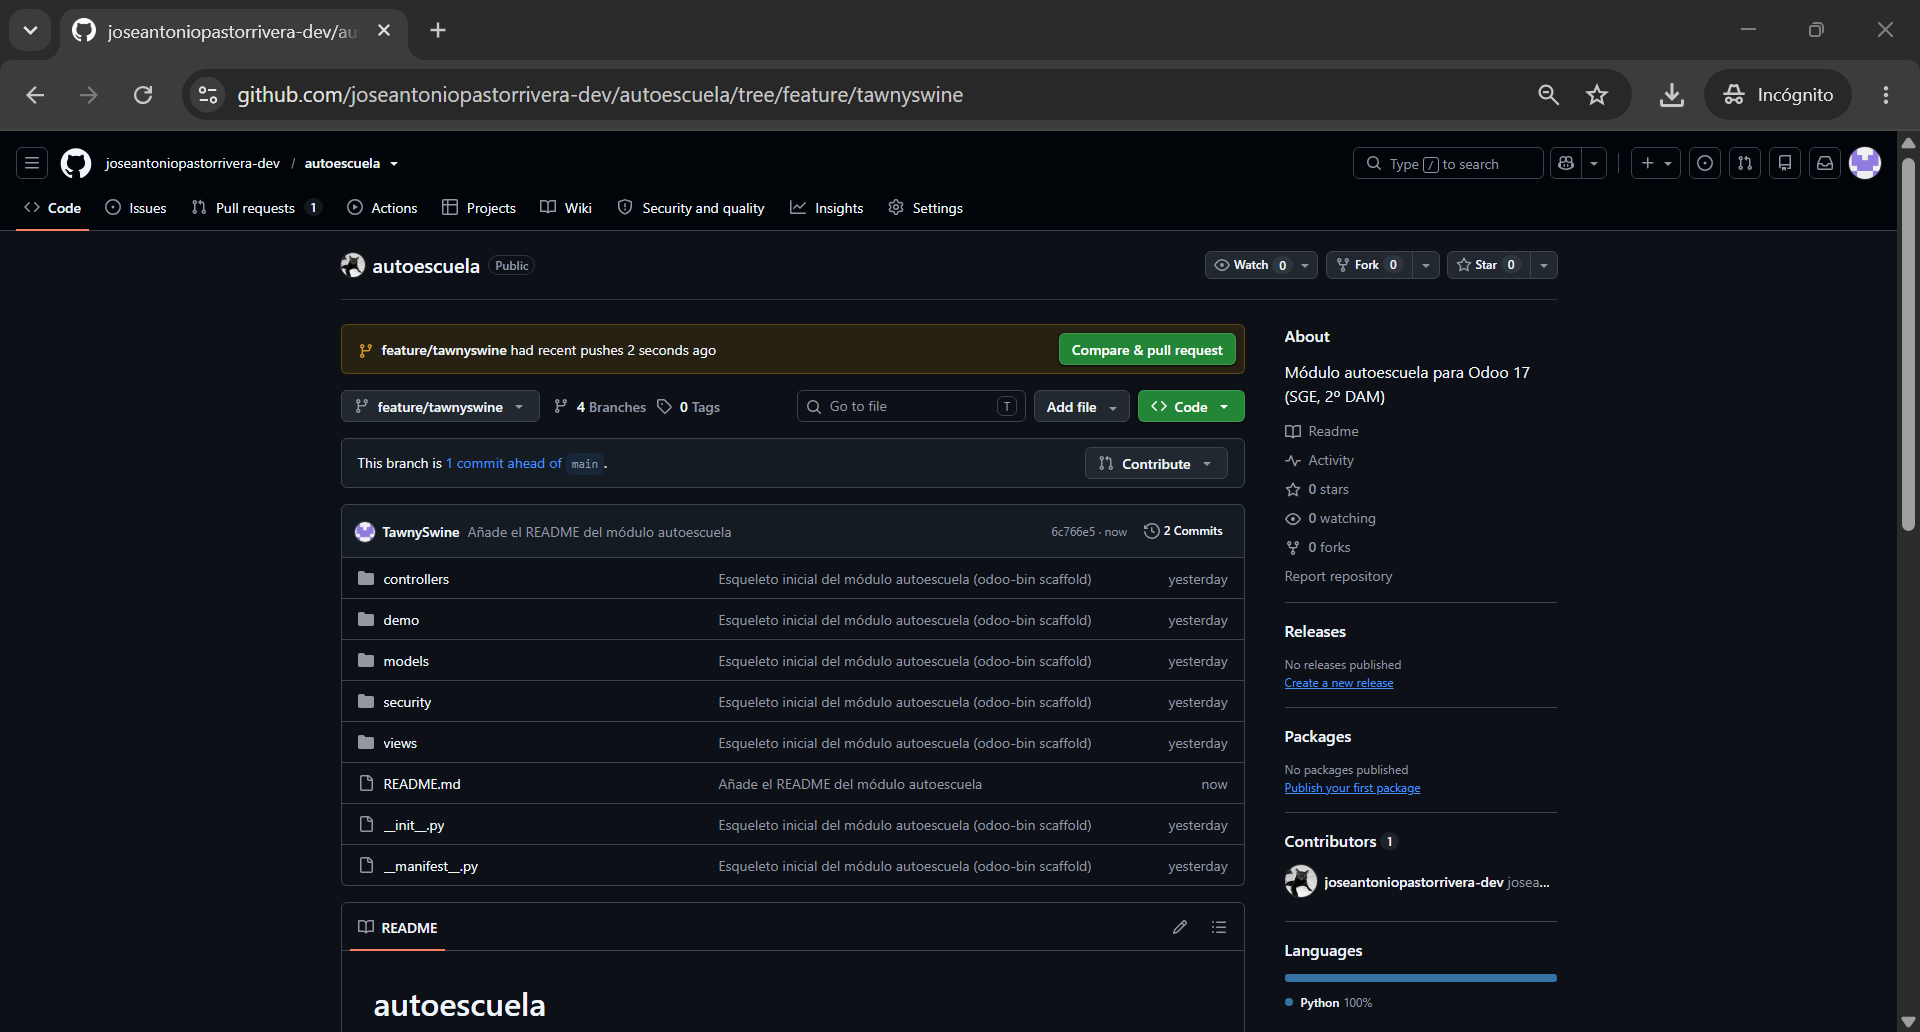 joseantoniopastorrivera-dev/au
github.com/joseantoniopastorrivera-dev/autoescuela/tree/feature/tawnyswine
Incógnito
joseantoniopastorrivera-dev / autoescuela
Type / to search
Code
Issues
Pull requests 1
Actions
Projects
Wiki
Security and quality
Insights
Settings
autoescuela Public
Watch 0
Fork 0
Star 0
feature/tawnyswine had recent pushes 2 seconds ago
Compare & pull request
feature/tawnyswine
4 Branches
0 Tags
Go to file T
Add file
Code
This branch is 1 commit ahead of main .
Contribute
TawnySwine Añade el README del módulo autoescuela 6c766e5 · now 2 Commits
controllers Esqueleto inicial del módulo autoescuela (odoo-bin scaffold) yesterday
demo Esqueleto inicial del módulo autoescuela (odoo-bin scaffold) yesterday
models Esqueleto inicial del módulo autoescuela (odoo-bin scaffold) yesterday
security Esqueleto inicial del módulo autoescuela (odoo-bin scaffold) yesterday
views Esqueleto inicial del módulo autoescuela (odoo-bin scaffold) yesterday
README.md Añade el README del módulo autoescuela now
__init__.py Esqueleto inicial del módulo autoescuela (odoo-bin scaffold) yesterday
__manifest__.py Esqueleto inicial del módulo autoescuela (odoo-bin scaffold) yesterday
README
autoescuela
About
Módulo autoescuela para Odoo 17
(SGE, 2º DAM)
Readme
Activity
0 stars
0 watching
0 forks
Report repository
Releases
No releases published
Create a new release
Packages
No packages published
Publish your first package
Contributors 1
joseantoniopastorrivera-dev josea...
Languages
Python 100%